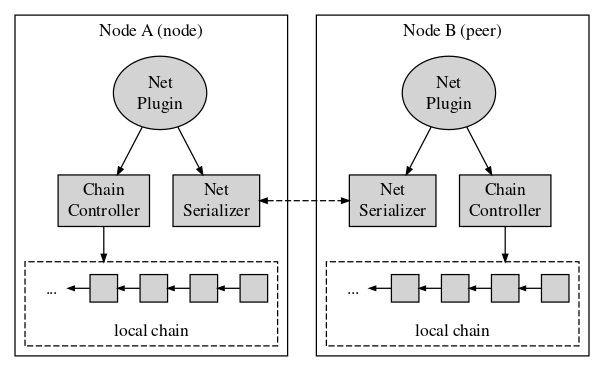 Node A (node)
Net
Plugin
Chain
Controller
Net
Serializer
...
local chain
Node B (peer)
Net
Plugin
Net
Serializer
Chain
Controller
...
local chain